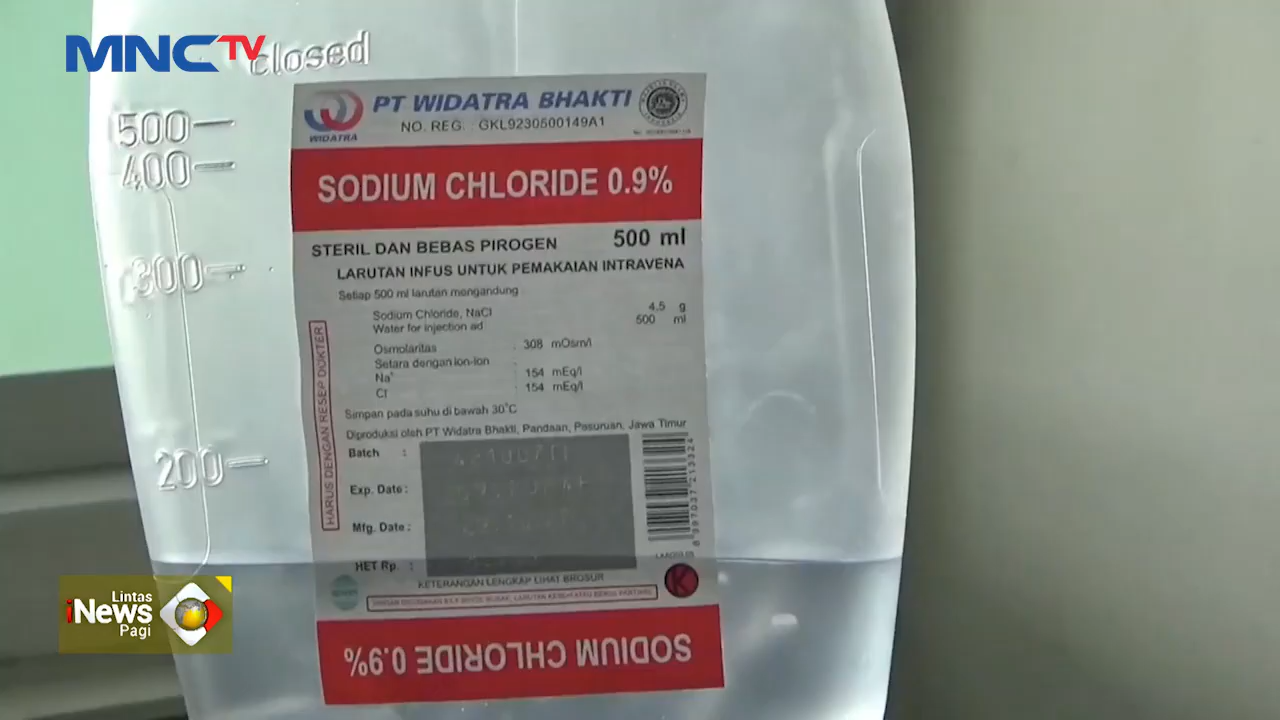 MNCTV
closed
500
400
300
200
WIDATRA
PT WIDATRA BHAKTI
NO. REG. : GKL9230500149A1
SODIUM CHLORIDE 0.9%
STERIL DAN BEBAS PIROGEN 500 ml
LARUTAN INFUS UNTUK PEMAKAIAN INTRAVENA
Setiap 500 ml larutan mengandung
Sodium Chloride, NaCl 4.5 g
Water for injection ad 500 ml
Osmolaritas : 308 mOsm/l
Setara dengan Ion-Ion
Na+ : 154 mEq/l
Cl- : 154 mEq/l
Simpan pada suhu di bawah 30°C
Diproduksi oleh PT Widatra Bhakti, Pandaan, Pasuruan, Jawa Timur
HARUS DENGAN RESEP DOKTER
Batch :
Exp. Date :
Mfg. Date :
HET Rp. :
KETERANGAN LENGKAP LIHAT BROSUR
K
SODIUM CHLORIDE 0.9%
Lintas
iNews
Pagi